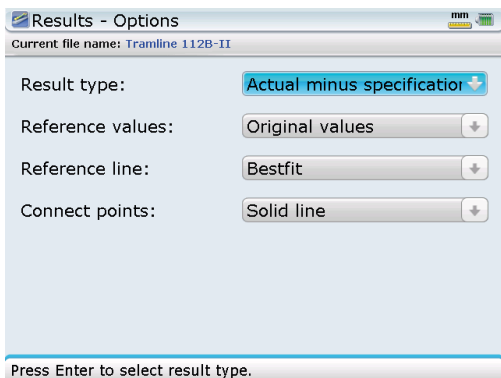 Results - Options
mm
Current file name: Tramline 112B-II
Result type: Actual minus specification
Reference values: Original values
Reference line: Bestfit
Connect points: Solid line
Press Enter to select result type.